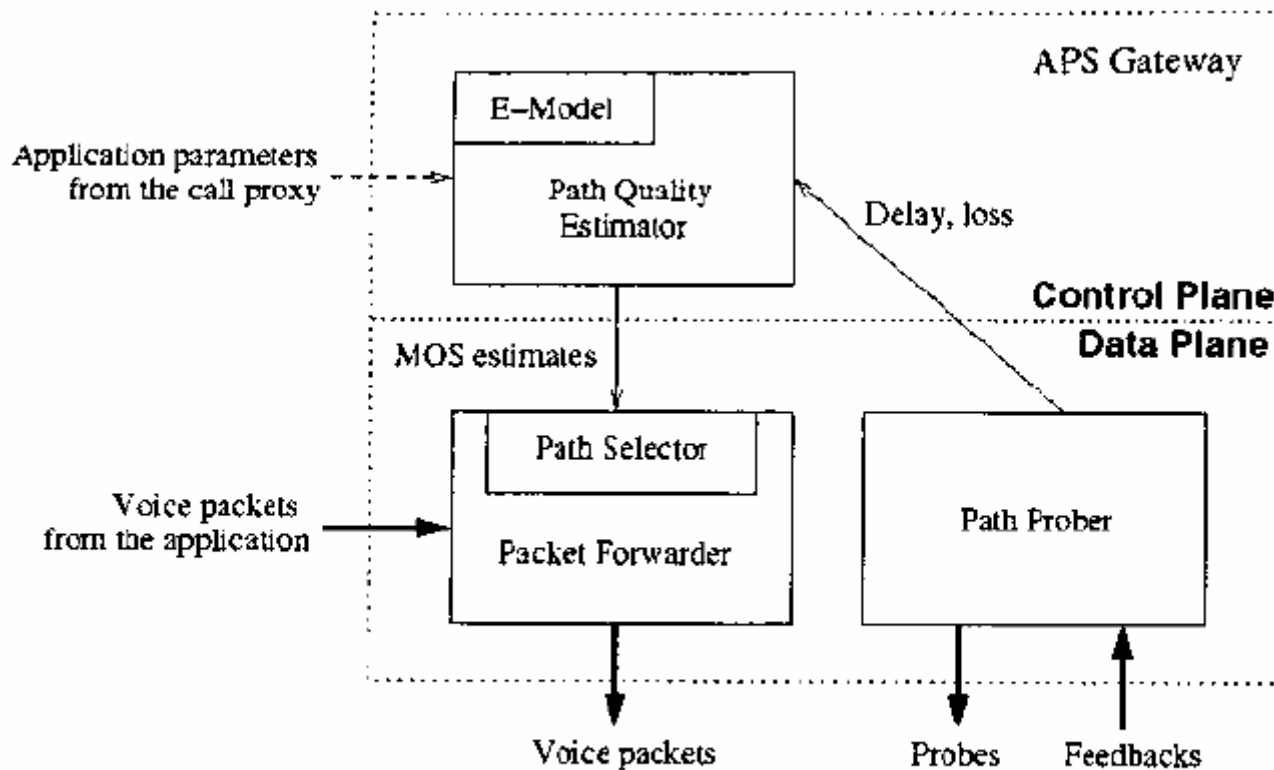 APS Gateway
E-Model
Application parameters
from the call proxy
Path Quality
Estimator
Delay, loss
Control Plane
Data Plane
MOS estimates
Path Selector
Voice packets
from the application
Packet Forwarder
Path Prober
Voice packets
Probes
Feedbacks